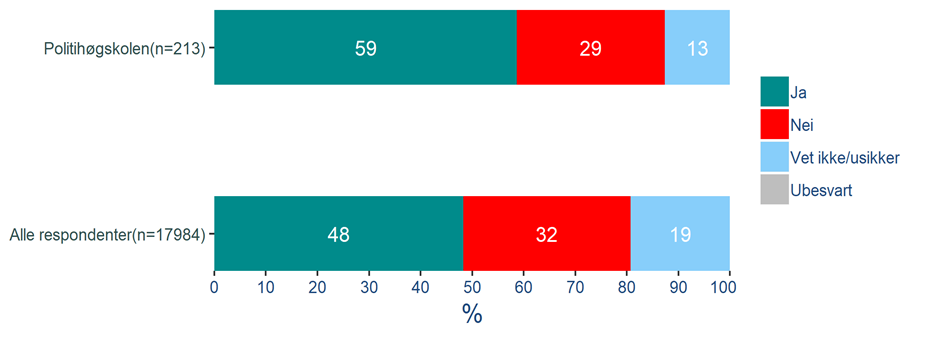 Politihøgskolen(n=213)
59 29 13
Alle respondenter(n=17984)
48 32 19
0 10 20 30 40 50 60 70 80 90 100
%
Ja
Nei
Vet ikke/usikker
Ubesvart